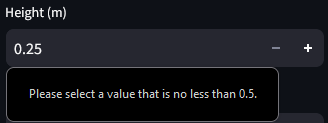 Height (m)
0.25
Please select a value that is no less than 0.5.